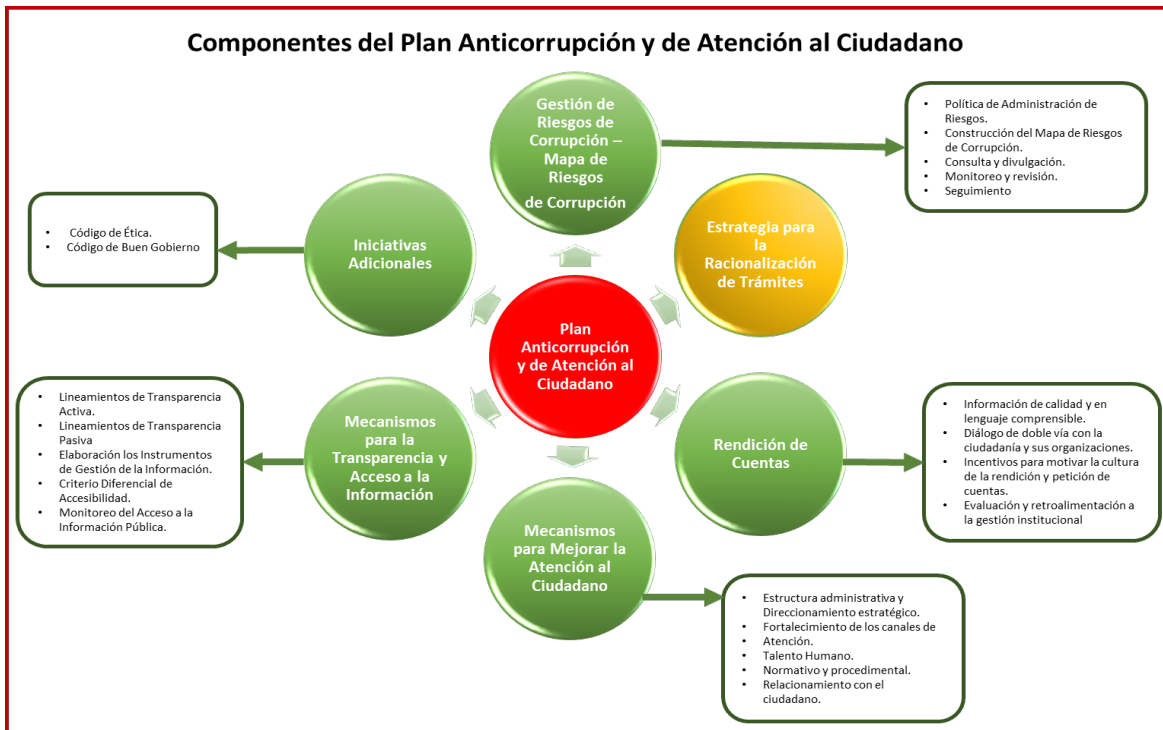 Componentes del Plan Anticorrupción y de Atención al Ciudadano
Gestión de
Riesgos de
Corrupción –
Mapa de
Riesgos
de Corrupción
• Política de Administración de
Riesgos.
• Construcción del Mapa de Riesgos
de Corrupción.
• Consulta y divulgación.
• Monitoreo y revisión.
• Seguimiento
Estrategia para
la
Racionalización
de Trámites
Rendición de
Cuentas
• Información de calidad y en
lenguaje comprensible.
• Diálogo de doble vía con la
ciudadanía y sus organizaciones.
• Incentivos para motivar la cultura
de la rendición y petición de
cuentas.
• Evaluación y retroalimentación a
la gestión institucional
Mecanismos
para Mejorar la
Atención al
Ciudadano
• Estructura administrativa y
Direccionamiento estratégico.
• Fortalecimiento de los canales de
• Atención.
• Talento Humano.
• Normativo y procedimental.
• Relacionamiento con el
ciudadano.
Mecanismos
para la
Transparencia y
Acceso a la
Información
• Lineamientos de Transparencia
Activa.
• Lineamientos de Transparencia
Pasiva
• Elaboración los Instrumentos
de Gestión de la Información.
• Criterio Diferencial de
Accesibilidad.
• Monitoreo del Acceso a la
Información Pública.
Iniciativas
Adicionales
• Código de Ética.
• Código de Buen Gobierno
Plan
Anticorrupción
y de Atención al
Ciudadano